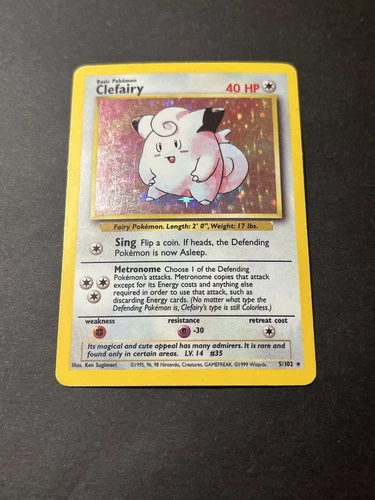 Basic Pokémon
Clefairy
40 HP
Fairy Pokémon. Length: 2' 0", Weight: 17 lbs.
Sing Flip a coin. If heads, the Defending
Pokémon is now Asleep.
Metronome Choose 1 of the Defending
Pokémon's attacks. Metronome copies that attack
except for its Energy costs and anything else
required in order to use that attack, such as
discarding Energy cards. (No matter what type the
Defending Pokémon is, Clefairy's type is still Colorless.)
weakness resistance retreat cost
-30
Its magical and cute appeal has many admirers. It is rare and
found only in certain areas. LV. 14 #35
Illus. Ken Sugimori ©1995, 96, 98 Nintendo, Creatures, GAMEFREAK. ©1999 Wizards. 5/102 ★